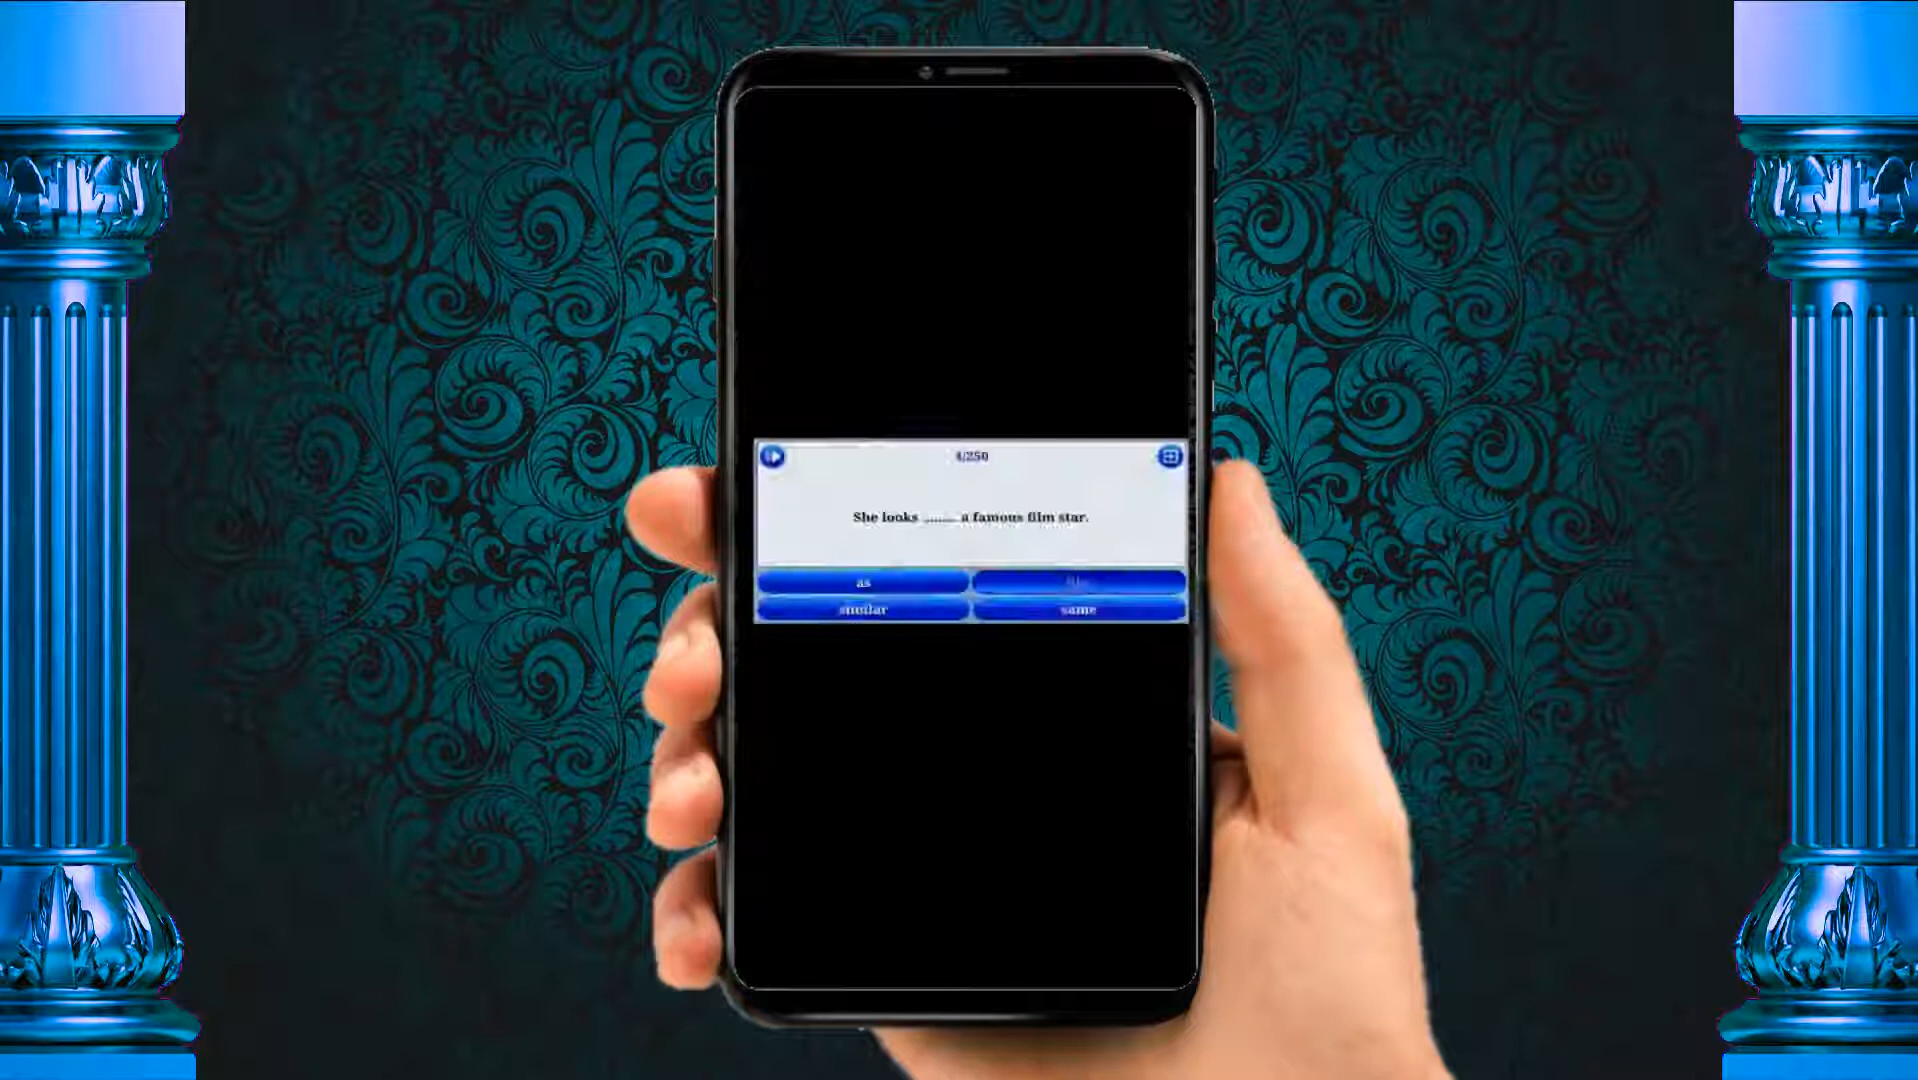 4/250
She looks ........ a famous film star.
as
similar
same